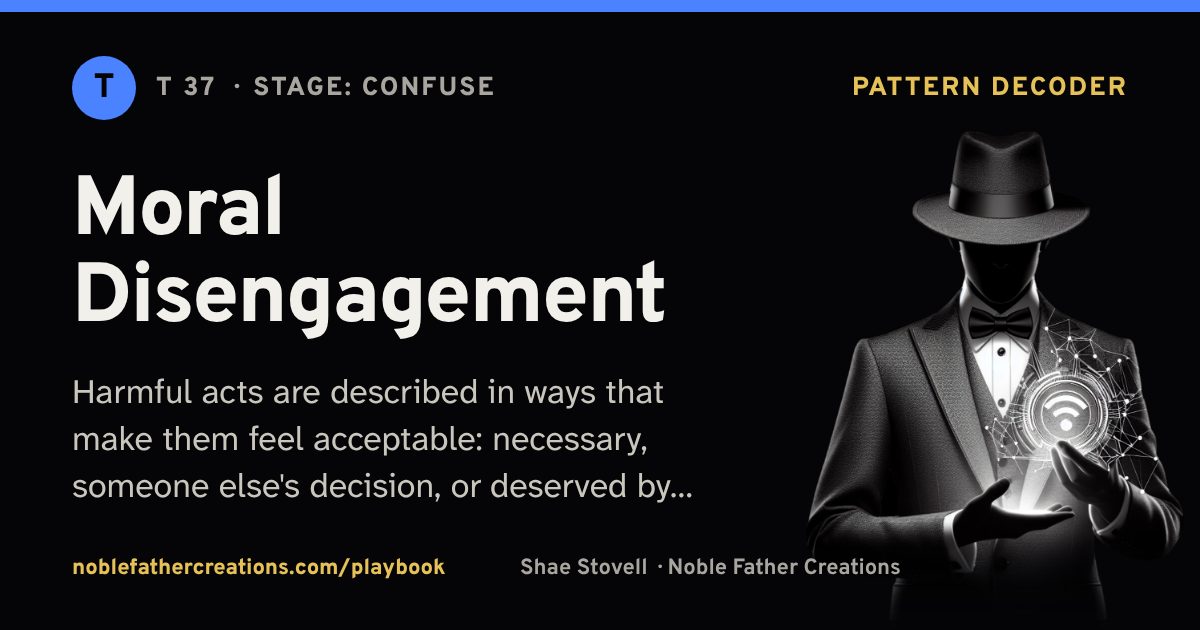 T
T 37 · STAGE: CONFUSE
PATTERN DECODER
Moral
Disengagement
Harmful acts are described in ways that
make them feel acceptable: necessary,
someone else's decision, or deserved by...
noblefathercreations.com/playbook
Shae Stovell · Noble Father Creations